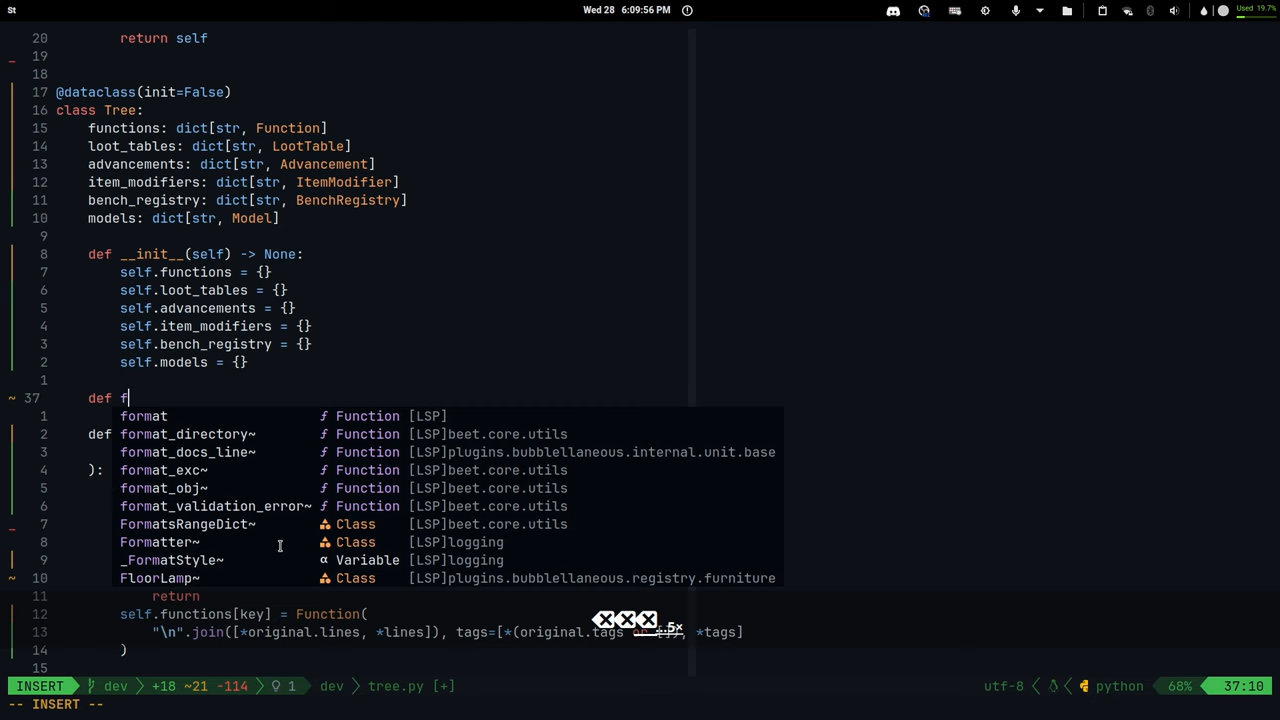 St
Wed 28 6:09:56 PM
Used 19.7%
20 return self
19
18
17 @dataclass(init=False)
16 class Tree:
15 functions: dict[str, Function]
14 loot_tables: dict[str, LootTable]
13 advancements: dict[str, Advancement]
12 item_modifiers: dict[str, ItemModifier]
11 bench_registry: dict[str, BenchRegistry]
10 models: dict[str, Model]
9
8 def __init__(self) -> None:
7 self.functions = {}
6 self.loot_tables = {}
5 self.advancements = {}
4 self.item_modifiers = {}
3 self.bench_registry = {}
2 self.models = {}
1
~ 37 def f
1 format ƒ Function [LSP]
2 def format_directory~ ƒ Function [LSP]beet.core.utils
3 format_docs_line~ ƒ Function [LSP]plugins.bubblellaneous.internal.unit.base
4 ): format_exc~ ƒ Function [LSP]beet.core.utils
5 format_obj~ ƒ Function [LSP]beet.core.utils
6 format_validation_error~ ƒ Function [LSP]beet.core.utils
_ 7 FormatsRangeDict~ Class [LSP]beet.core.utils
8 Formatter~ Class [LSP]logging
9 _FormatStyle~ α Variable [LSP]logging
~ 10 FloorLamp~ Class [LSP]plugins.bubblellaneous.registry.furniture
11 return
12 self.functions[key] = Function(
13 "\n".join([*original.lines, *lines]), tags=[*(original.tags or []), *tags]
14 )
15
...5×
INSERT dev +18 ~21 -114 1 dev > tree.py [+] utf-8 python 68% 37:10
-- INSERT --